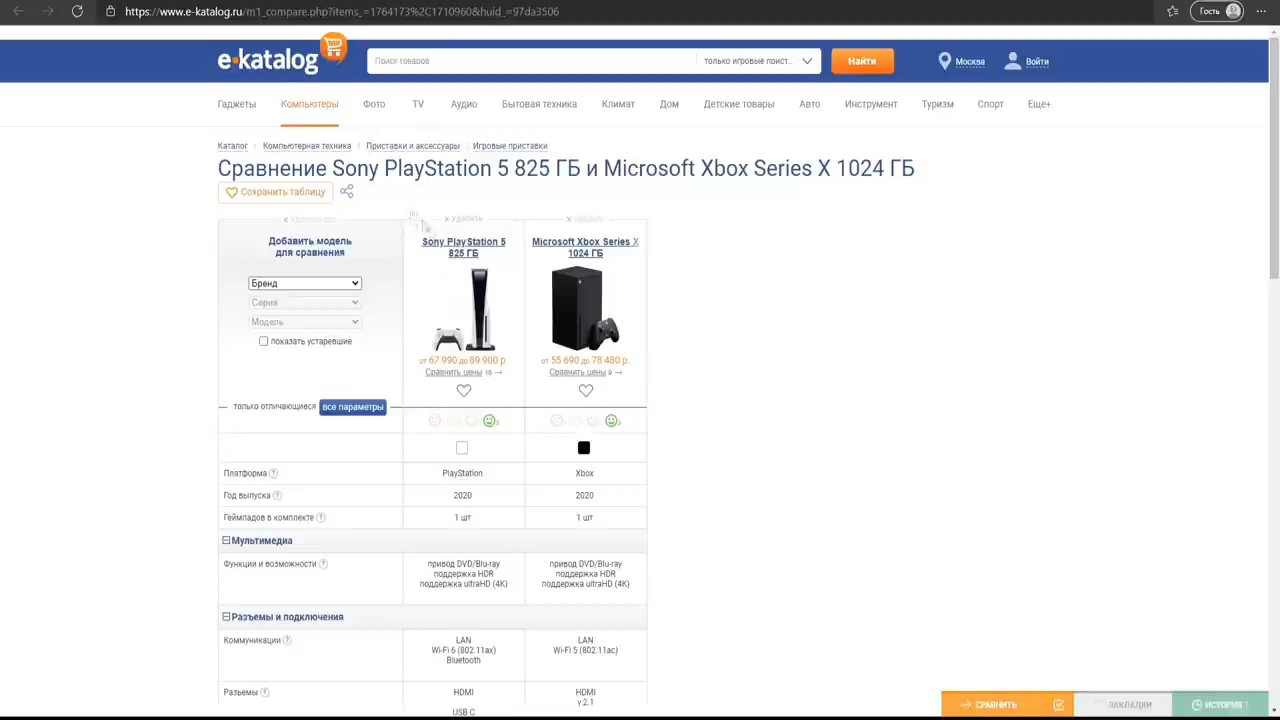 https://www.e-katalog.ru/m1_compare.php?items_=1764173%2C1710960&huid_=97da3506
Гость
e-katalog
Поиск товаров
только игровые прист...
Найти
Москва
Войти
Гаджеты Компьютеры Фото TV Аудио Бытовая техника Климат Дом Детские товары Авто Инструмент Туризм Спорт Еще+
Каталог Компьютерная техника Приставки и аксессуары Игровые приставки
Сравнение Sony PlayStation 5 825 ГБ и Microsoft Xbox Series X 1024 ГБ
Сохранить таблицу
× Удалить
Добавить модель
для сравнения
Sony PlayStation 5
825 ГБ
Microsoft Xbox Series X
1024 ГБ
Бренд
Серия
Модель
показать устаревшие
от 67 990 до 89 900 р.
от 55 690 до 78 480 р.
Сравнить цены 16 →
Сравнить цены 9 →
только отличающиеся все параметры
Платформа ? PlayStation Xbox
Год выпуска ? 2020 2020
Геймпадов в комплекте ? 1 шт 1 шт
Мультимедиа
Функции и возможности ? привод DVD/Blu-ray привод DVD/Blu-ray
поддержка HDR поддержка HDR
поддержка ultraHD (4K) поддержка ultraHD (4K)
Разъемы и подключения
Коммуникации ? LAN LAN
Wi-Fi 6 (802.11ax) Wi-Fi 5 (802.11ac)
Bluetooth
Разъемы ? HDMI HDMI
v 2.1
USB C
СРАВНИТЬ
ЗАКЛАДКИ
ИСТОРИЯ